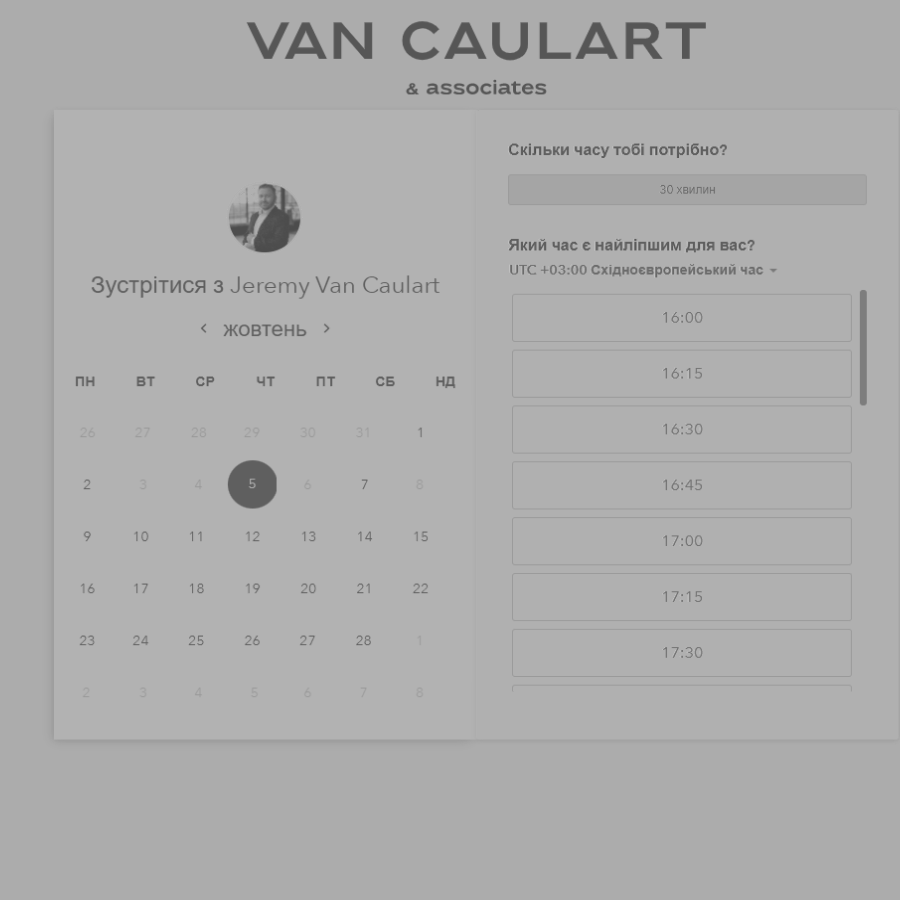 VAN CAULART
& associates
Зустрітися з Jeremy Van Caulart
жовтень
ПН ВТ СР ЧТ ПТ СБ НД
26 27 28 29 30 31 1
2 3 4 5 6 7 8
9 10 11 12 13 14 15
16 17 18 19 20 21 22
23 24 25 26 27 28 1
2 3 4 5 6 7 8
Скільки часу тобі потрібно?
30 хвилин
Який час є найліпшим для вас?
UTC +03:00 Східноєвропейський час
16:00
16:15
16:30
16:45
17:00
17:15
17:30